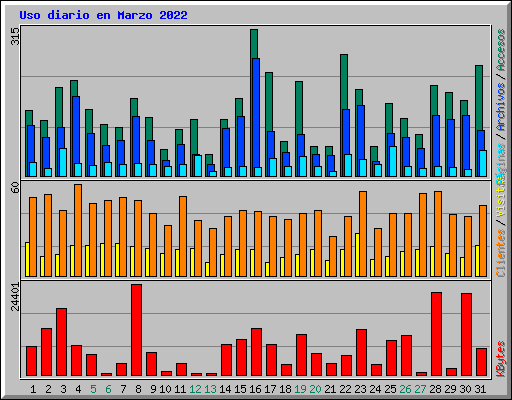 Uso diario en Marzo 2022
315
60
24401
Clientes / Visitas
Páginas / Archivos / Accesos
KBytes
1 2 3 4 5 6 7 8 9 10 11 12 13 14 15 16 17 18 19 20 21 22 23 24 25 26 27 28 29 30 31